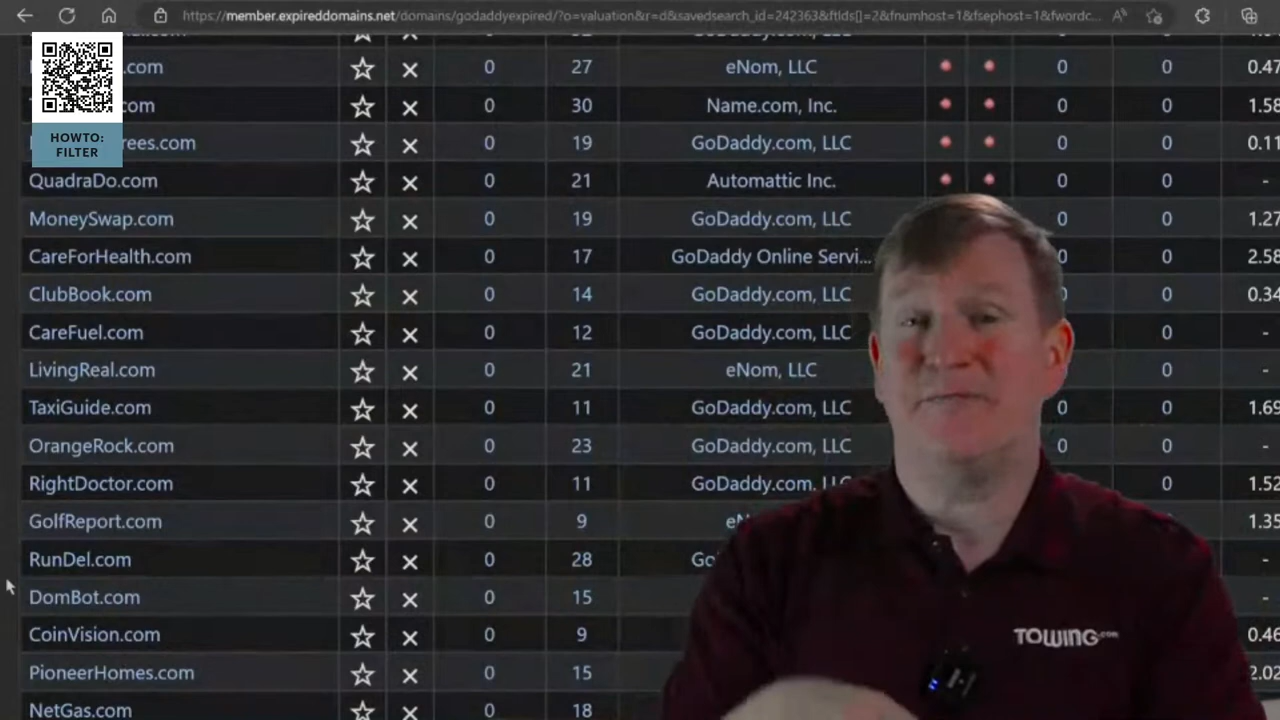 https://member.expireddomains.net/domains/godaddyexpired/?o=valuation&r=d&savedsearch_id=242363&ftlds[]=2&fnumhost=1&fsephost=1&fwordc...
HOWTO:
FILTER
.com 0 27 eNom, LLC 0 0 0.47
.com 0 30 Name.com, Inc. 0 0 1.58
rees.com 0 19 GoDaddy.com, LLC 0 0 0.11
QuadraDo.com 0 21 Automattic Inc. 0 0 -
MoneySwap.com 0 19 GoDaddy.com, LLC 0 0 1.27
CareForHealth.com 0 17 GoDaddy Online Servi... 0 0 2.58
ClubBook.com 0 14 GoDaddy.com, LLC 0 0 0.34
CareFuel.com 0 12 GoDaddy.com, LLC 0 -
LivingReal.com 0 21 eNom, LLC 0 -
TaxiGuide.com 0 11 GoDaddy.com, LLC 0 0 1.69
OrangeRock.com 0 23 GoDaddy.com, LLC 0 0 -
RightDoctor.com 0 11 GoDaddy.com, LLC 0 1.52
GolfReport.com 0 9 eN 1.35
RunDel.com 0 28 Go -
DomBot.com 0 15 -
CoinVision.com 0 9 0.46
PioneerHomes.com 0 15 2.02
NetGas.com 0 18
TOWING.com